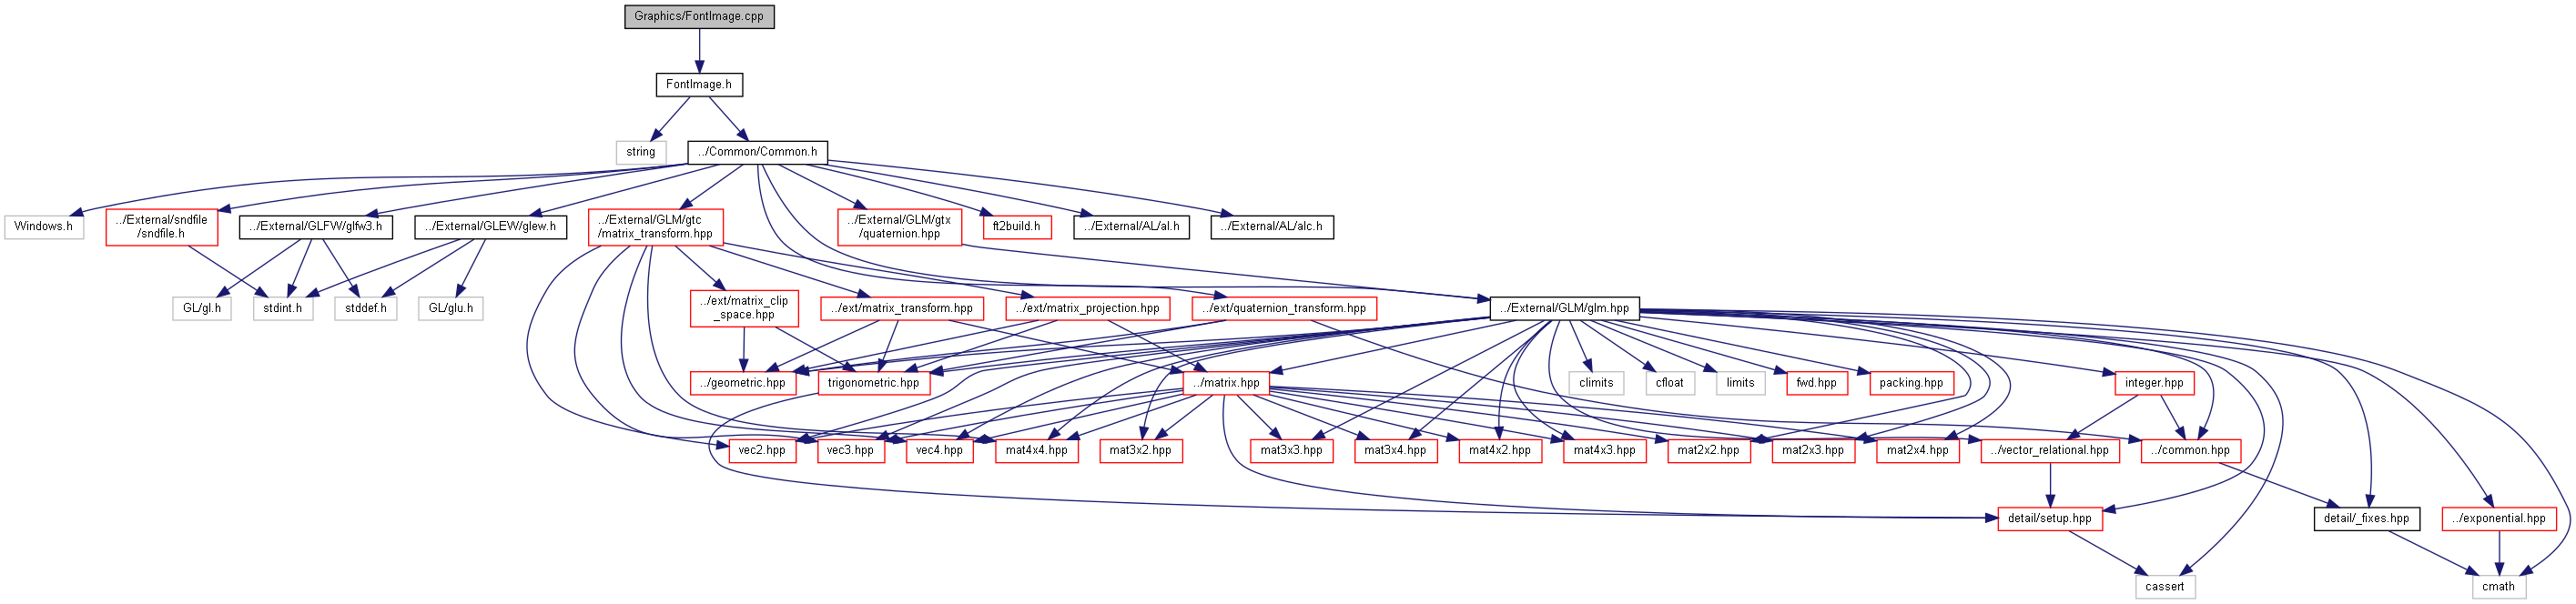 Graphics/FontImage.cpp
FontImage.h
string
../Common/Common.h
Windows.h
../External/sndfile
/sndfile.h
../External/GLFW/glfw3.h
../External/GLEW/glew.h
../External/GLM/gtc
/matrix_transform.hpp
../External/GLM/gtx
/quaternion.hpp
ft2build.h
../External/AL/al.h
../External/AL/alc.h
GL/gl.h
stdint.h
stddef.h
GL/glu.h
../ext/matrix_clip
_space.hpp
../ext/matrix_transform.hpp
../ext/matrix_projection.hpp
../ext/quaternion_transform.hpp
../External/GLM/glm.hpp
../geometric.hpp
trigonometric.hpp
../matrix.hpp
climits
cfloat
limits
fwd.hpp
packing.hpp
integer.hpp
vec2.hpp
vec3.hpp
vec4.hpp
mat4x4.hpp
mat3x2.hpp
mat3x3.hpp
mat3x4.hpp
mat4x2.hpp
mat4x3.hpp
mat2x2.hpp
mat2x3.hpp
mat2x4.hpp
../vector_relational.hpp
../common.hpp
detail/setup.hpp
detail/_fixes.hpp
../exponential.hpp
cassert
cmath